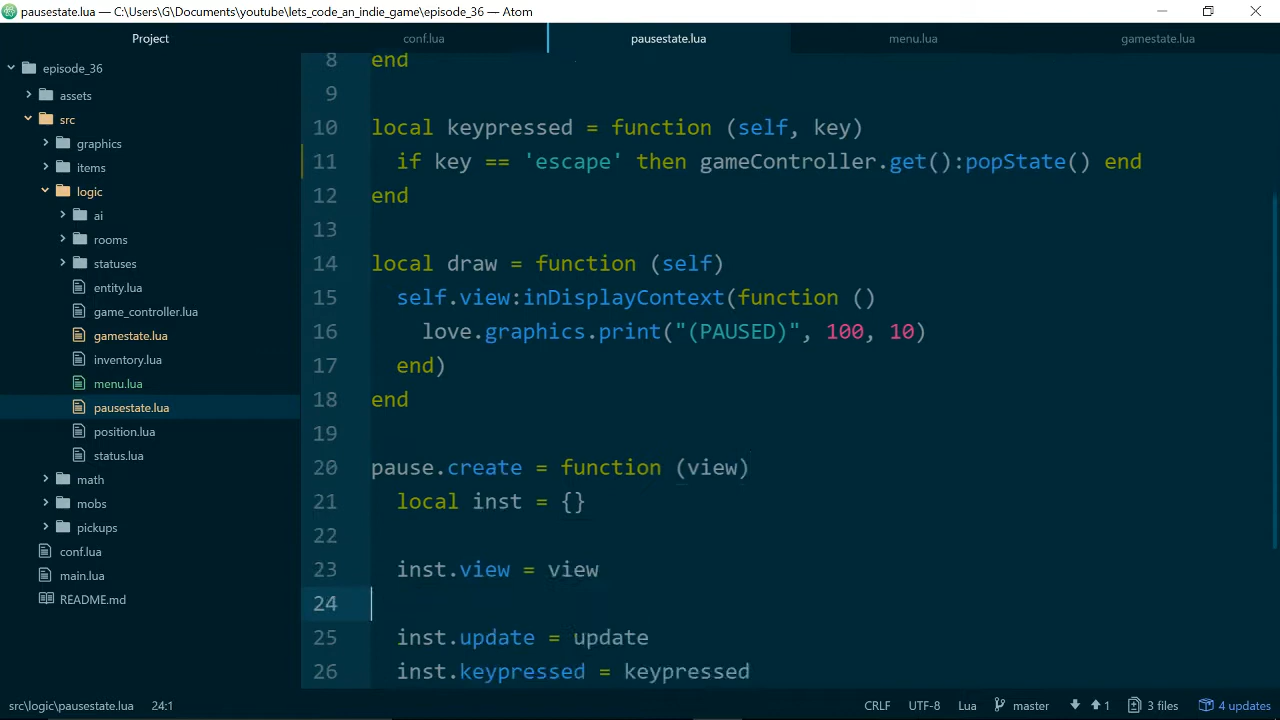 pausestate.lua — C:\Users\G\Documents\youtube\lets_code_an_indie_game\episode_36 — Atom
Project
conf.lua
pausestate.lua
menu.lua
gamestate.lua
episode_36
assets
src
graphics
items
logic
ai
rooms
statuses
entity.lua
game_controller.lua
gamestate.lua
inventory.lua
menu.lua
pausestate.lua
position.lua
status.lua
math
mobs
pickups
conf.lua
main.lua
README.md
8 end
9
10 local keypressed = function (self, key)
11   if key == 'escape' then gameController.get():popState() end
12 end
13
14 local draw = function (self)
15   self.view:inDisplayContext(function ()
16     love.graphics.print("(PAUSED)", 100, 10)
17   end)
18 end
19
20 pause.create = function (view)
21   local inst = {}
22
23   inst.view = view
24
25   inst.update = update
26   inst.keypressed = keypressed
src\logic\pausestate.lua 24:1 CRLF UTF-8 Lua master 1 3 files 4 updates